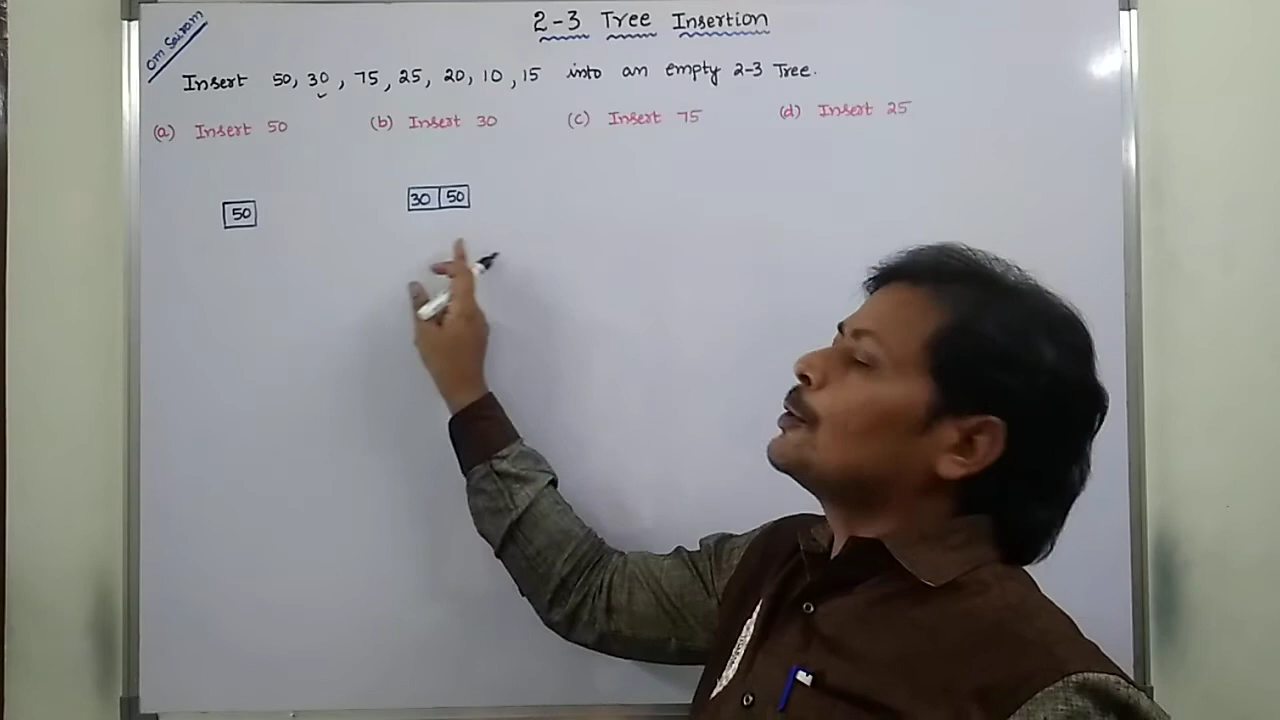 2-3 Tree Insertion
Om Sairam
Insert 50, 30, 75, 25, 20, 10, 15 into an empty 2-3 Tree.
(a) Insert 50 (b) Insert 30 (c) Insert 75 (d) Insert 25
50 30 50